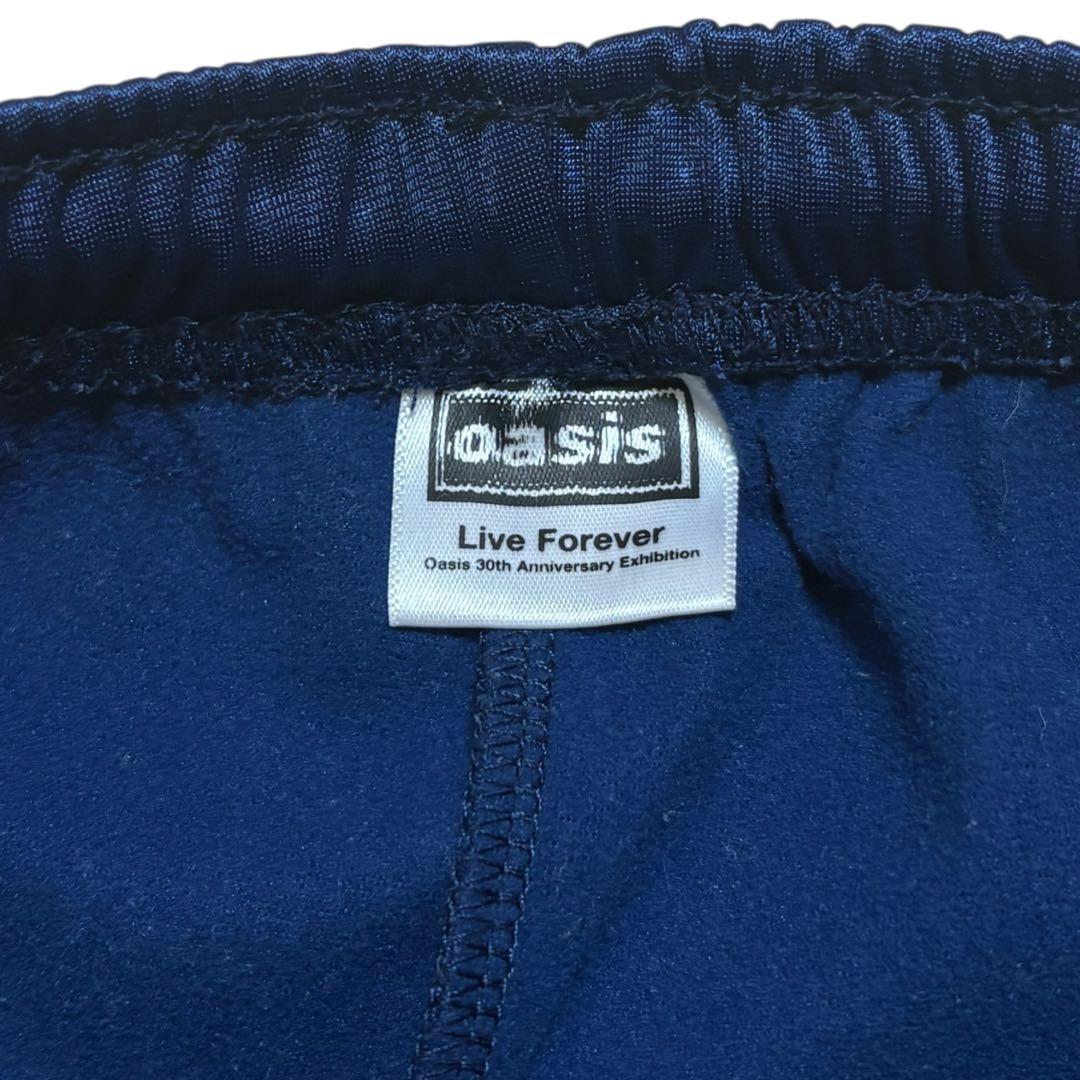 oasis
Live Forever
Oasis 30th Anniversary Exhibition